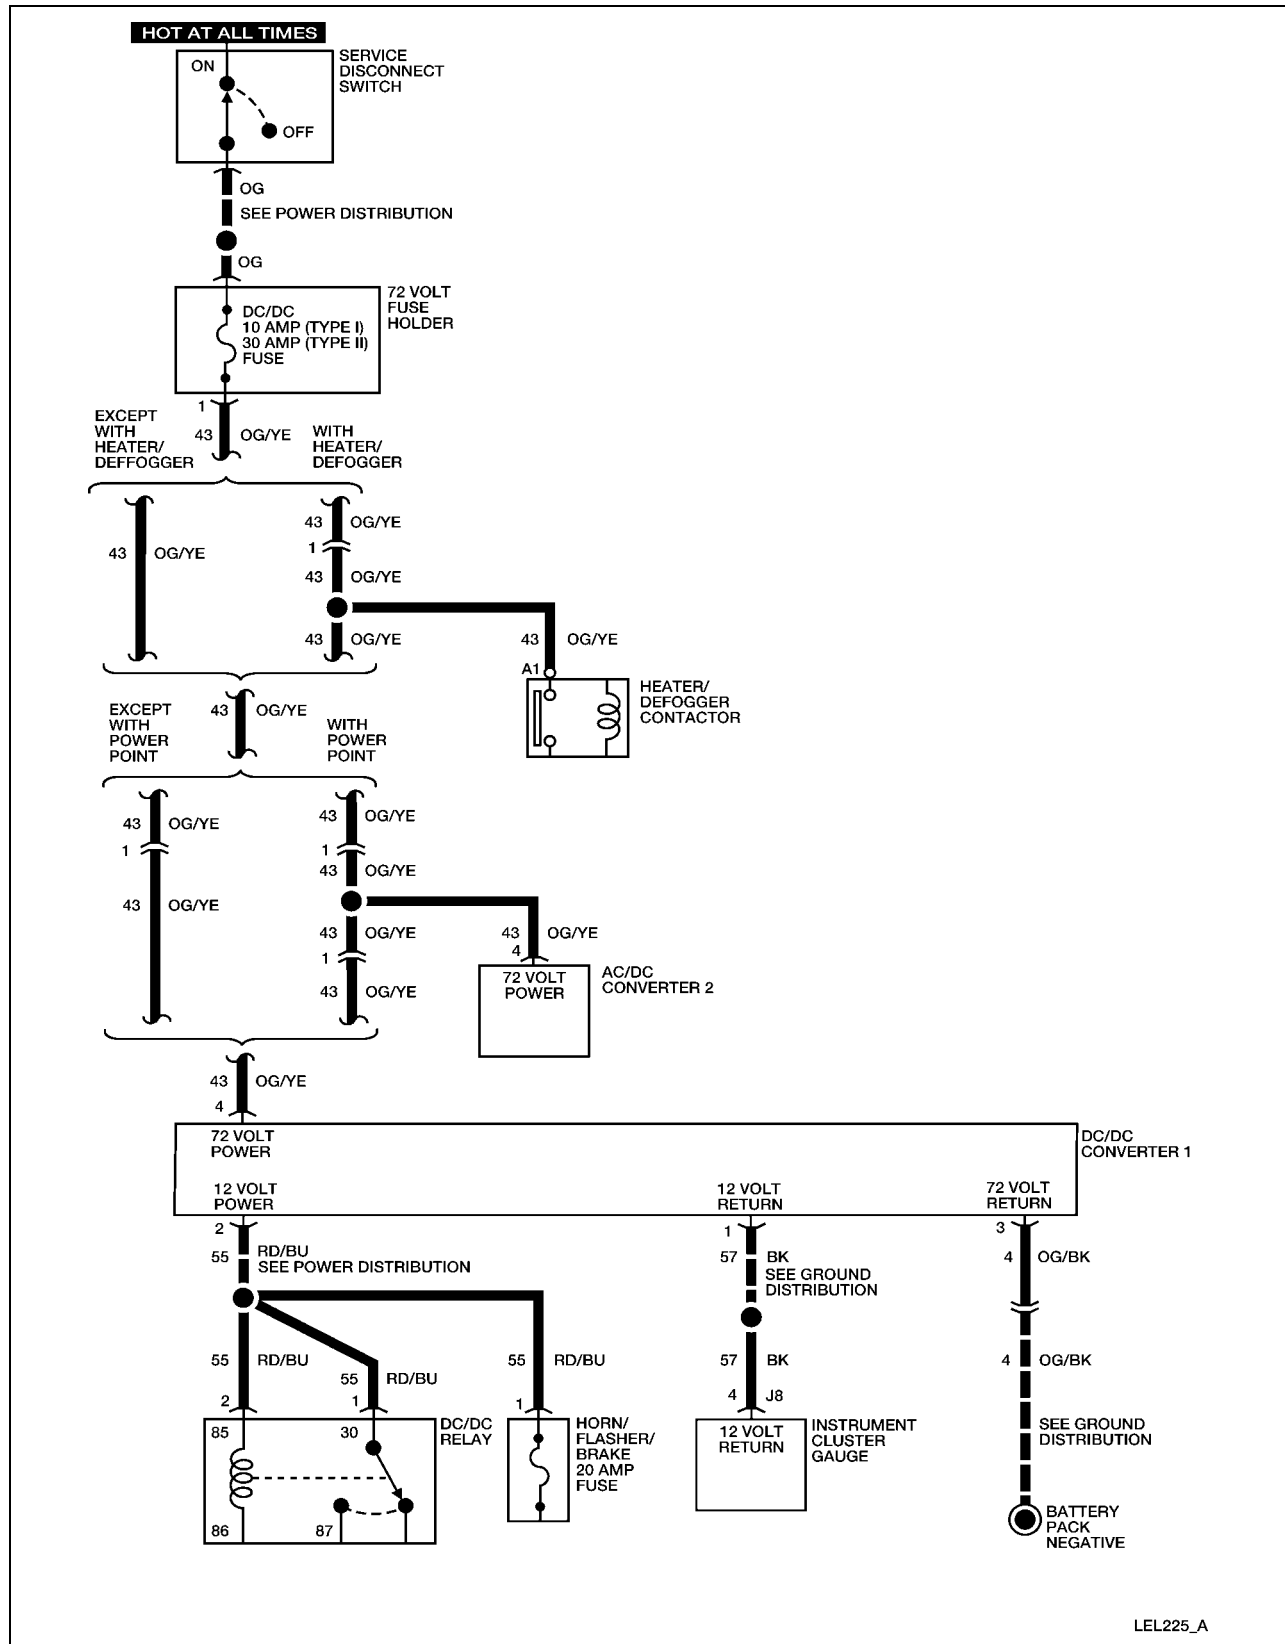 HOT AT ALL TIMES
SERVICE
DISCONNECT
SWITCH
ON
OFF
OG
SEE POWER DISTRIBUTION
OG
72 VOLT
FUSE
HOLDER
DC/DC
10 AMP (TYPE I)
30 AMP (TYPE II)
FUSE
1
43 OG/YE
EXCEPT
WITH
HEATER/
DEFFOGGER
WITH
HEATER/
DEFOGGER
43 OG/YE
43 OG/YE
1
43 OG/YE
43 OG/YE
43 OG/YE
A1
HEATER/
DEFOGGER
CONTACTOR
43 OG/YE
EXCEPT
WITH
POWER
POINT
WITH
POWER
POINT
43 OG/YE
1
43 OG/YE
43 OG/YE
1
43 OG/YE
43 OG/YE
1
43 OG/YE
43 OG/YE
4
72 VOLT
POWER
AC/DC
CONVERTER 2
43 OG/YE
4
72 VOLT
POWER
DC/DC
CONVERTER 1
12 VOLT
POWER
12 VOLT
RETURN
72 VOLT
RETURN
2
55 RD/BU
SEE POWER DISTRIBUTION
1
57 BK
SEE GROUND
DISTRIBUTION
3
4 OG/BK
55 RD/BU
2
55 RD/BU
1
55 RD/BU
1
57 BK
4 J8
4 OG/BK
85
30
86
87
DC/DC
RELAY
HORN/
FLASHER/
BRAKE
20 AMP
FUSE
12 VOLT
RETURN
INSTRUMENT
CLUSTER
GAUGE
SEE GROUND
DISTRIBUTION
BATTERY
PACK
NEGATIVE
LEL225_A